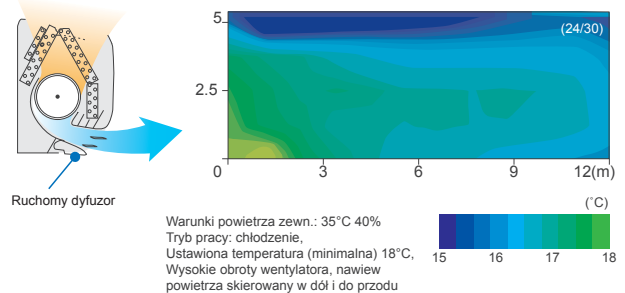 5
(24/30)
2.5
0
3
6
9
12(m)
Ruchomy dyfuzor
(˚C)
Warunki powietrza zewn.: 35°C 40%
Tryb pracy: chłodzenie,
Ustawiona temperatura (minimalna) 18°C,
Wysokie obroty wentylatora, nawiew
powietrza skierowany w dół i do przodu
15
16
17
18